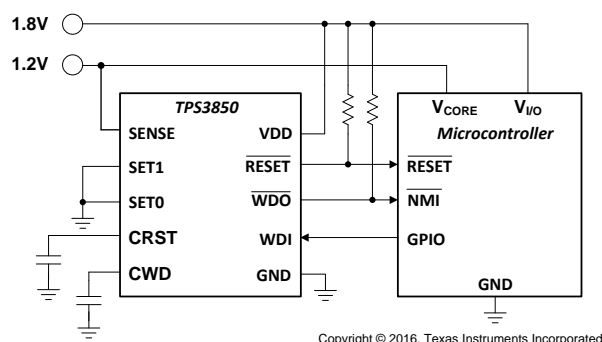 1.8V
1.2V
TPS3850
SENSE
VDD
SET1
RESET
SET0
WDO
CRST
WDI
CWD
GND
VCORE
VI/O
Microcontroller
RESET
NMI
GPIO
GND
Copyright © 2016, Texas Instruments Incorporated